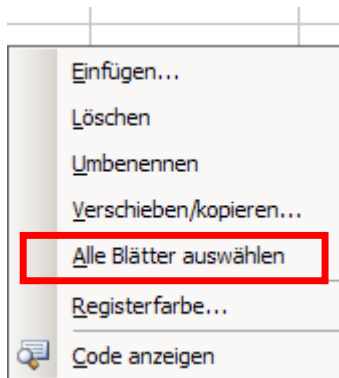 Einfügen...
Löschen
Umbenennen
Verschieben/kopieren...
Alle Blätter auswählen
Registerfarbe...
Code anzeigen